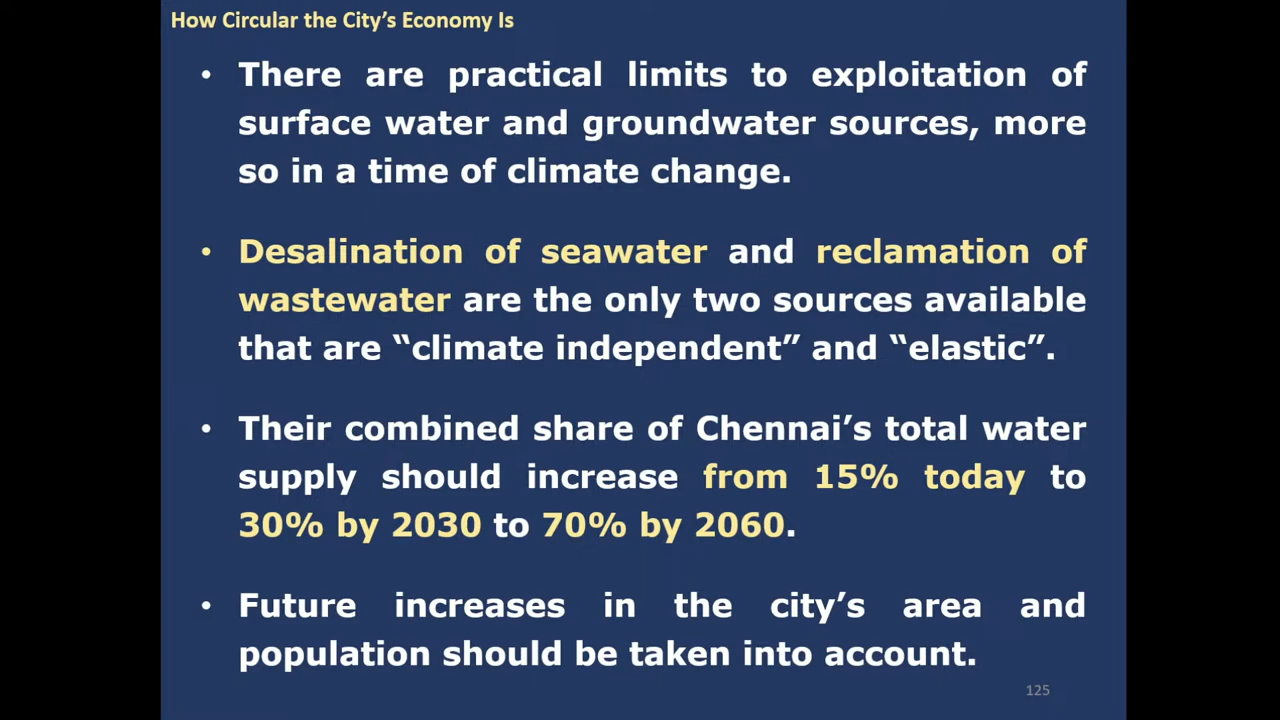 How Circular the City’s Economy Is
• There are practical limits to exploitation of
surface water and groundwater sources, more
so in a time of climate change.
• Desalination of seawater and reclamation of
wastewater are the only two sources available
that are “climate independent” and “elastic”.
• Their combined share of Chennai’s total water
supply should increase from 15% today to
30% by 2030 to 70% by 2060.
• Future increases in the city’s area and
population should be taken into account.
125